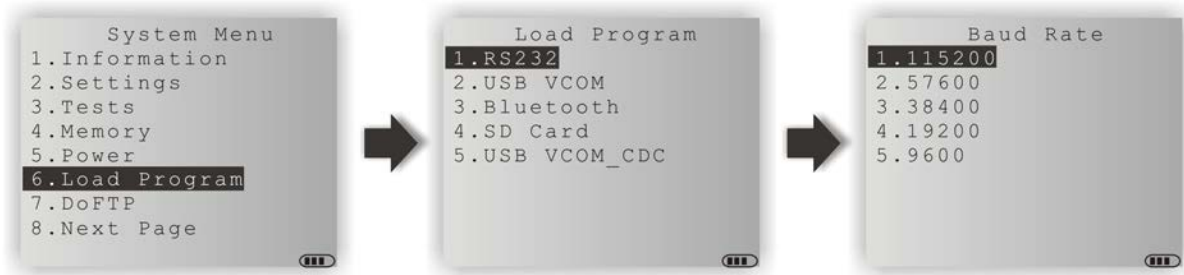 System Menu
1.Information
2.Settings
3.Tests
4.Memory
5.Power
6.Load Program
7.DoFTP
8.Next Page
Load Program
1.RS232
2.USB VCOM
3.Bluetooth
4.SD Card
5.USB VCOM_CDC
Baud Rate
1.115200
2.57600
3.38400
4.19200
5.9600